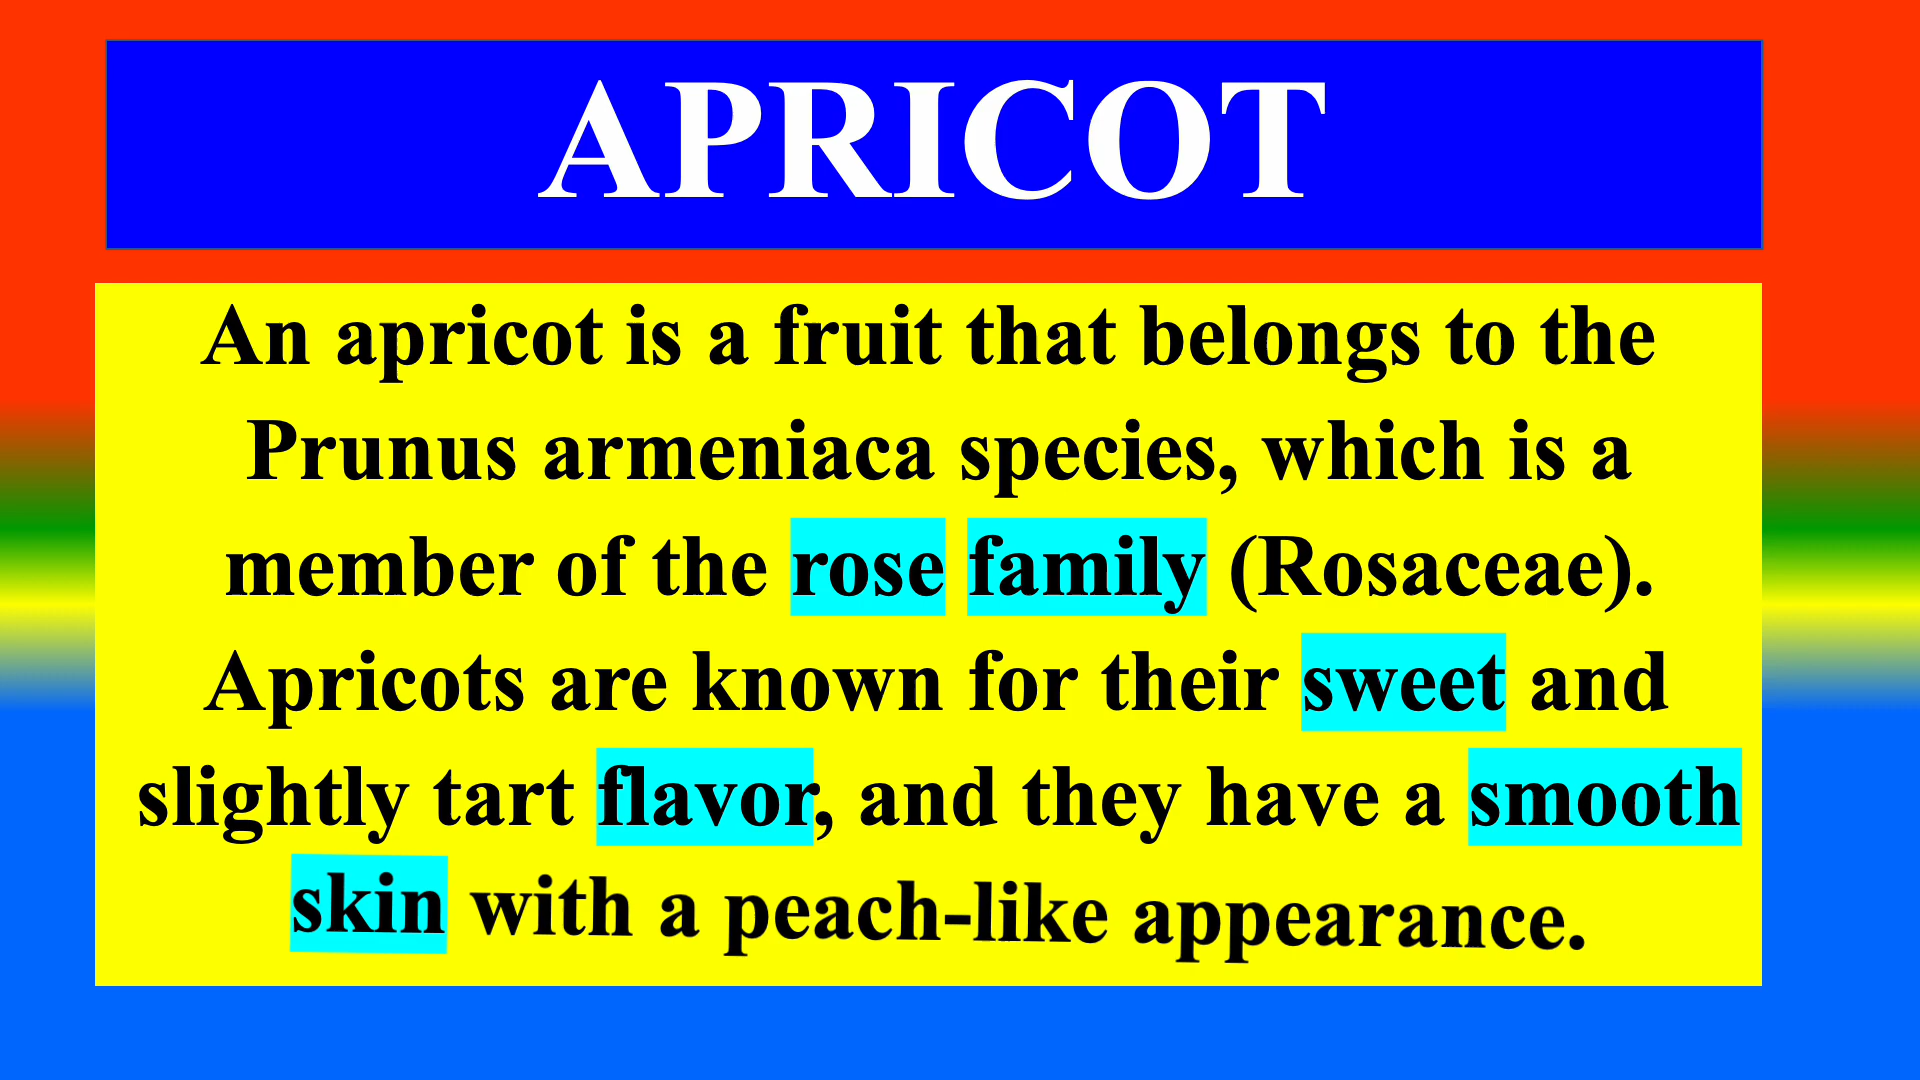 APRICOT
An apricot is a fruit that belongs to the
Prunus armeniaca species, which is a
member of the rose family (Rosaceae).
Apricots are known for their sweet and
slightly tart flavor, and they have a smooth
skin with a peach-like appearance.